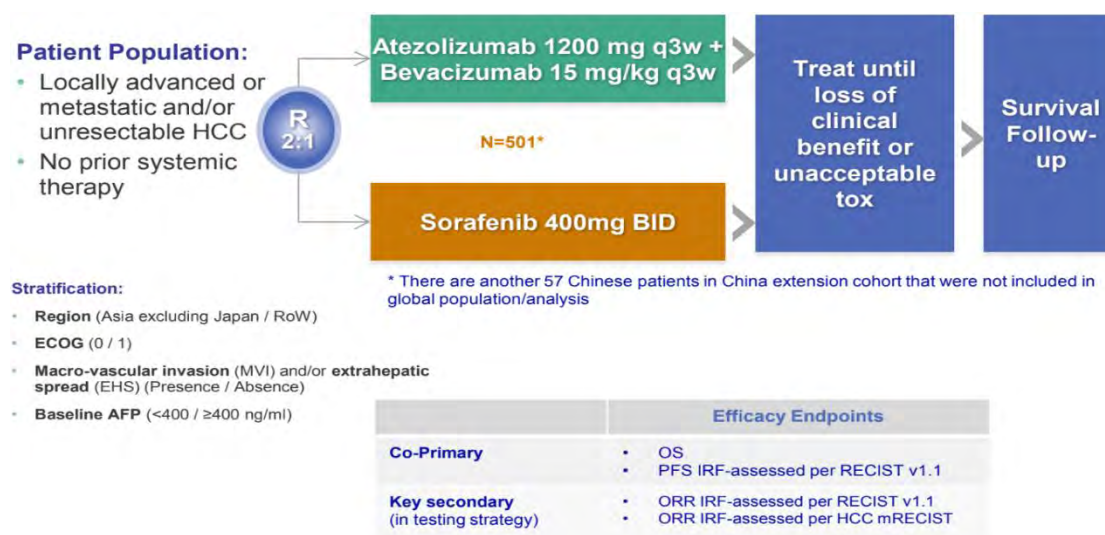 Patient Population:
• Locally advanced or
metastatic and/or
unresectable HCC
• No prior systemic
therapy
R
2:1
Atezolizumab 1200 mg q3w +
Bevacizumab 15 mg/kg q3w
N=501*
Sorafenib 400mg BID
Treat until
loss of
clinical
benefit or
unacceptable
tox
Survival
Follow-
up
* There are another 57 Chinese patients in China extension cohort that were not included in
global population/analysis
Stratification:
• Region (Asia excluding Japan / RoW)
• ECOG (0 / 1)
• Macro-vascular invasion (MVI) and/or extrahepatic
spread (EHS) (Presence / Absence)
• Baseline AFP (<400 / ≥400 ng/ml)
Efficacy Endpoints
Co-Primary
• OS
• PFS IRF-assessed per RECIST v1.1
Key secondary
(in testing strategy)
• ORR IRF-assessed per RECIST v1.1
• ORR IRF-assessed per HCC mRECIST